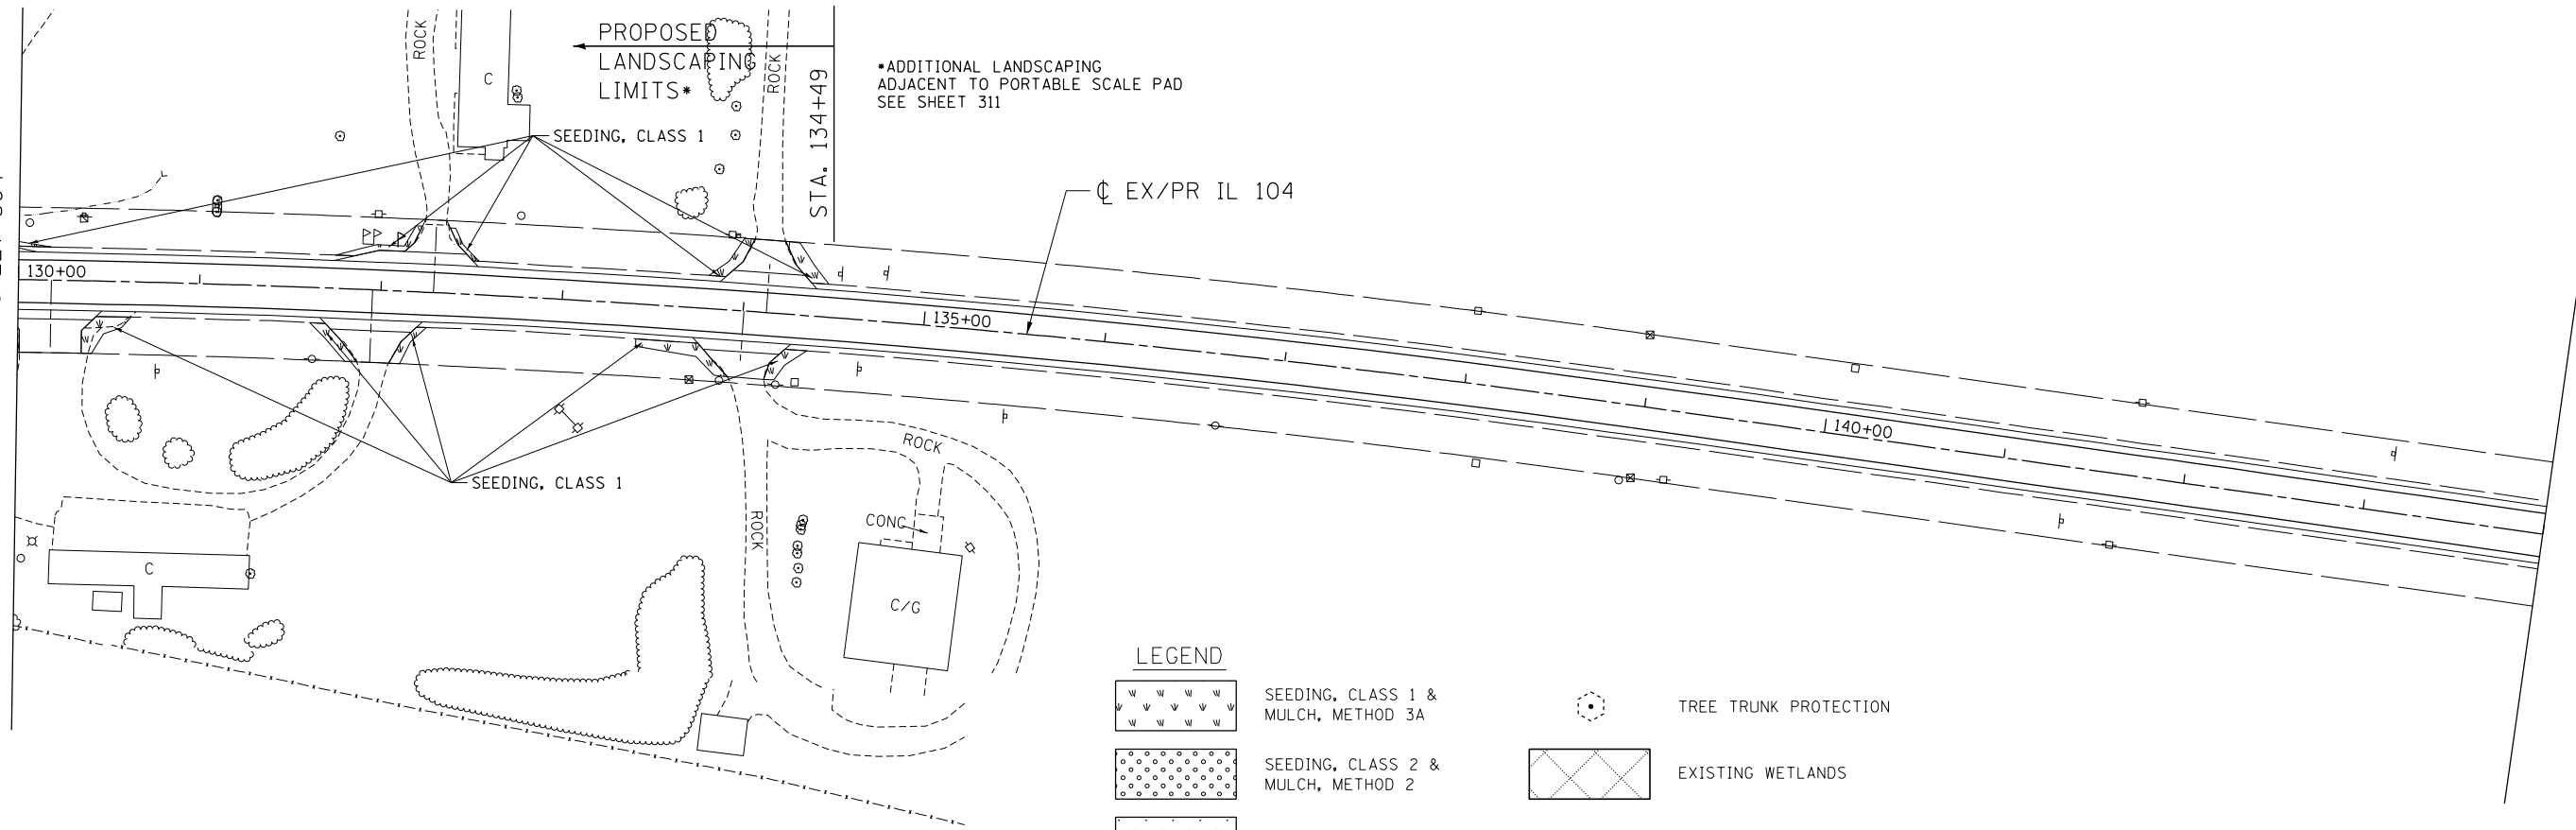 ROCK
C
PROPOSED
LANDSCAPING
LIMITS*
ROCK
STA. 134+49
*ADDITIONAL LANDSCAPING
ADJACENT TO PORTABLE SCALE PAD
SEE SHEET 311
SEEDING, CLASS 1
℄ EX/PR IL 104
130+00
135+00
140+00
SEEDING, CLASS 1
ROCK
ROCK
CONC
C
C/G
LEGEND
SEEDING, CLASS 1 &
MULCH, METHOD 3A
TREE TRUNK PROTECTION
SEEDING, CLASS 2 &
MULCH, METHOD 2
EXISTING WETLANDS